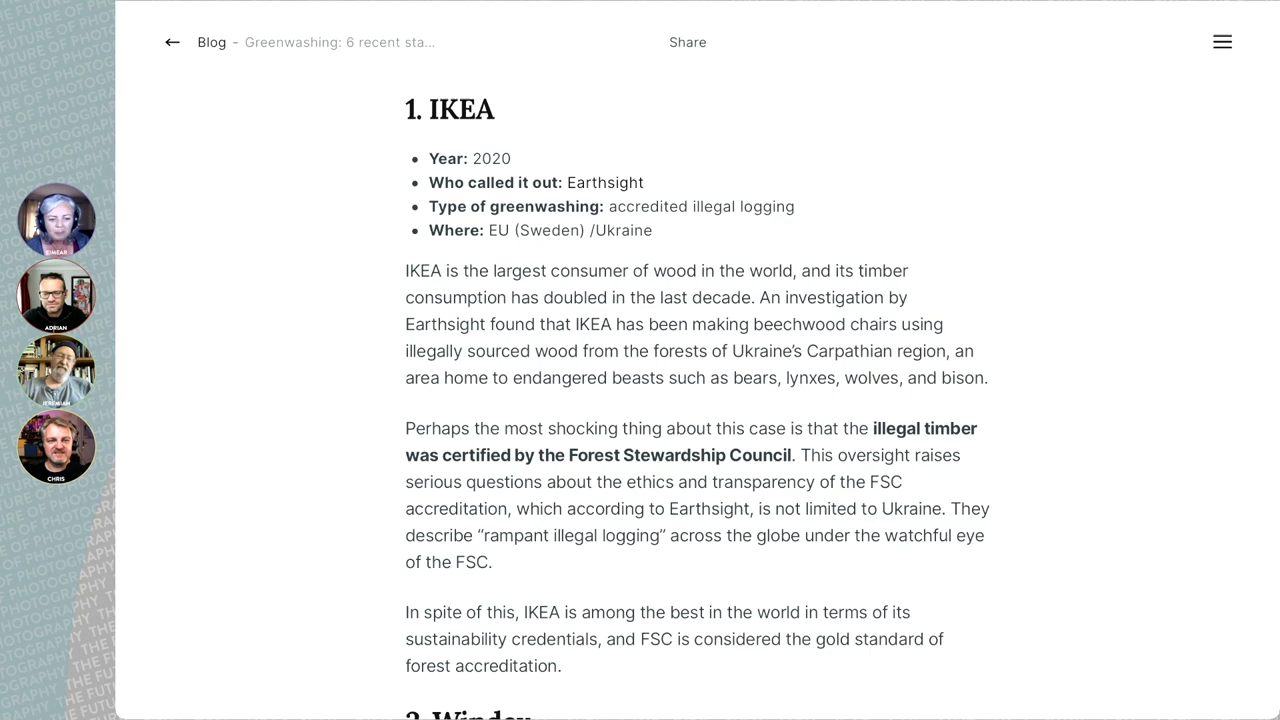 ← Blog - Greenwashing: 6 recent sta...
Share
1. IKEA
• Year: 2020
• Who called it out: Earthsight
• Type of greenwashing: accredited illegal logging
• Where: EU (Sweden) /Ukraine
IKEA is the largest consumer of wood in the world, and its timber
consumption has doubled in the last decade. An investigation by
Earthsight found that IKEA has been making beechwood chairs using
illegally sourced wood from the forests of Ukraine’s Carpathian region, an
area home to endangered beasts such as bears, lynxes, wolves, and bison.
Perhaps the most shocking thing about this case is that the illegal timber
was certified by the Forest Stewardship Council. This oversight raises
serious questions about the ethics and transparency of the FSC
accreditation, which according to Earthsight, is not limited to Ukraine. They
describe “rampant illegal logging” across the globe under the watchful eye
of the FSC.
In spite of this, IKEA is among the best in the world in terms of its
sustainability credentials, and FSC is considered the gold standard of
forest accreditation.
EIMEAR
ADRIAN
JEREMIAH
CHRIS
THE FUTURE OF PHOTOGRAPHY